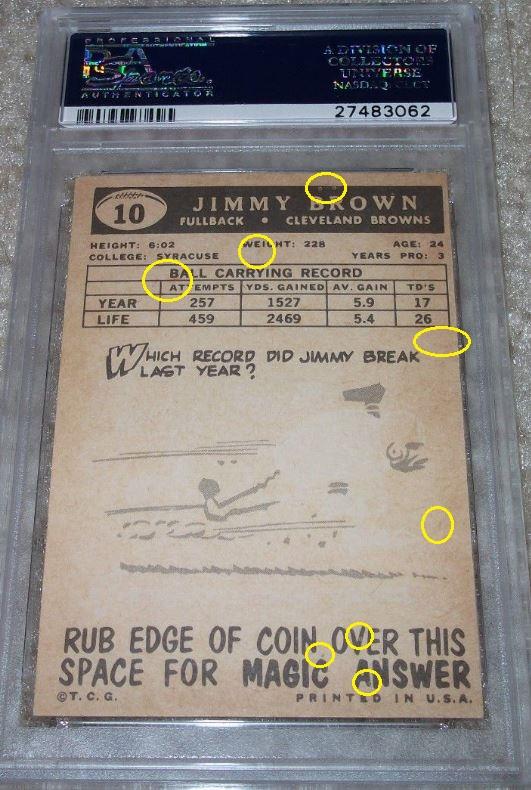 PROFESSIONAL
AUTHENTICATOR
A DIVISION OF
COLLECTORS
UNIVERSE
NASDAQ: CLCT
27483062
10
JIMMY BROWN
FULLBACK • CLEVELAND BROWNS
HEIGHT: 6:02 WEIGHT: 228 AGE: 24
COLLEGE: SYRACUSE YEARS PRO: 3
BALL CARRYING RECORD
ATTEMPTS YDS. GAINED AV. GAIN TD'S
YEAR 257 1527 5.9 17
LIFE 459 2469 5.4 26
WHICH RECORD DID JIMMY BREAK
LAST YEAR?
RUB EDGE OF COIN OVER THIS
SPACE FOR MAGIC ANSWER
©T.C.G. PRINTED IN U.S.A.